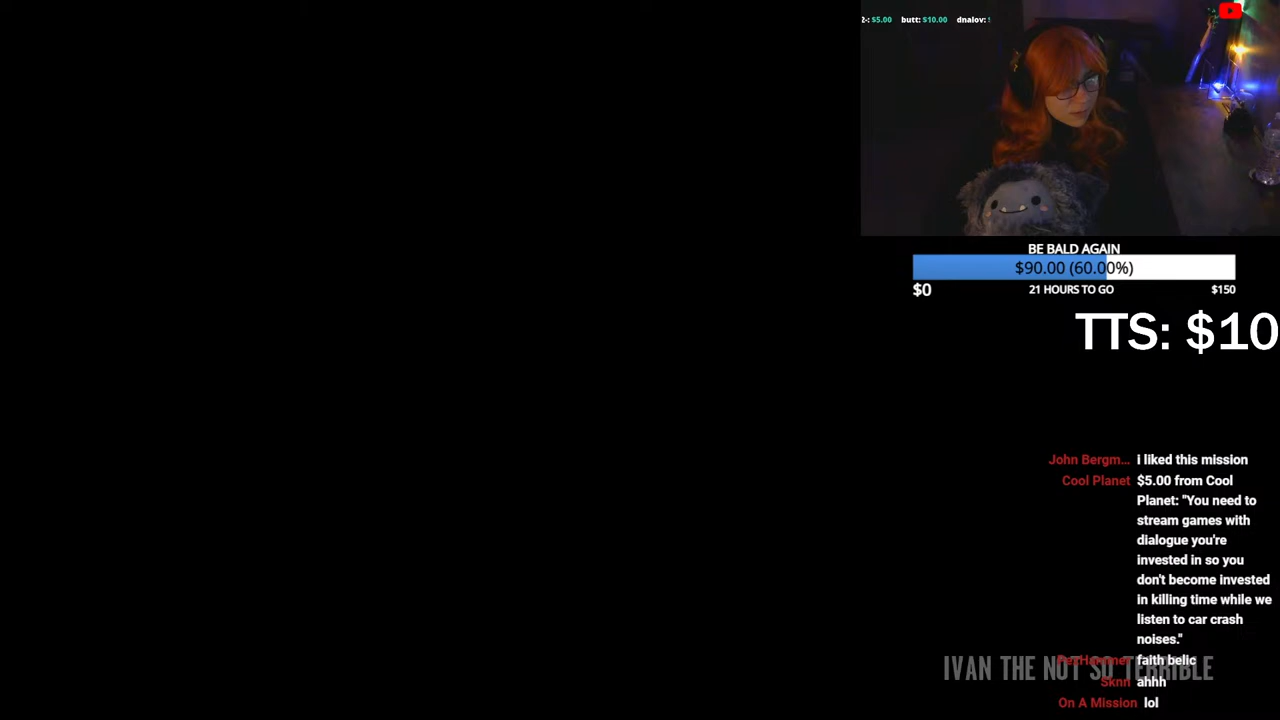 2-: $5.00 butt: $10.00 dnalov:
BE BALD AGAIN
$90.00 (60.00%)
$0 21 HOURS TO GO $150
TTS: $10
John Bergm… i liked this mission
Cool Planet $5.00 from Cool
Planet: "You need to
stream games with
dialogue you're
invested in so you
don't become invested
in killing time while we
listen to car crash
noises."
faith belic
IVAN THE NOT SO TERRIBLE
Sknn ahhh
On A Mission lol